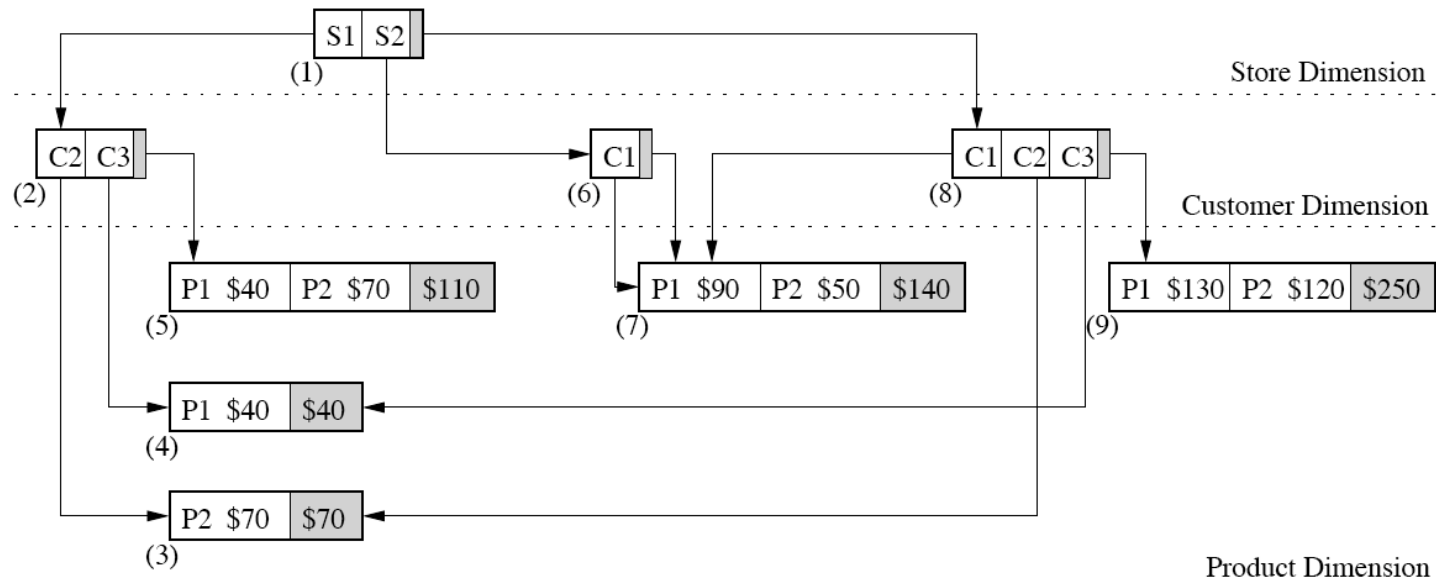 S1 S2
(1)
Store Dimension
C2 C3
(2)
C1
(6)
C1 C2 C3
(8)
Customer Dimension
P1 $40 P2 $70 $110
(5)
P1 $90 P2 $50 $140
(7)
P1 $130 P2 $120 $250
(9)
P1 $40 $40
(4)
P2 $70 $70
(3)
Product Dimension